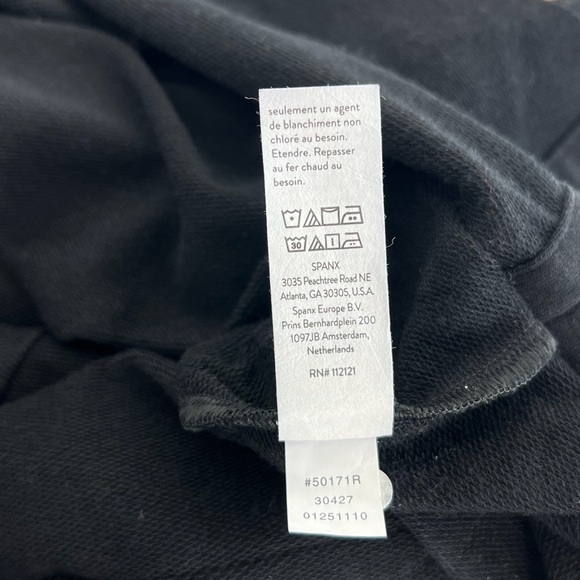 seulement un agent
de blanchiment non
chloré au besoin.
Etendre. Repasser
au fer chaud au
besoin.
30
SPANX
3035 Peachtree Road NE
Atlanta, GA 30305, U.S.A.
Spanx Europe B.V.
Prins Bernhardplein 200
1097JB Amsterdam,
Netherlands
RN# 112121
#50171R
30427
01251110